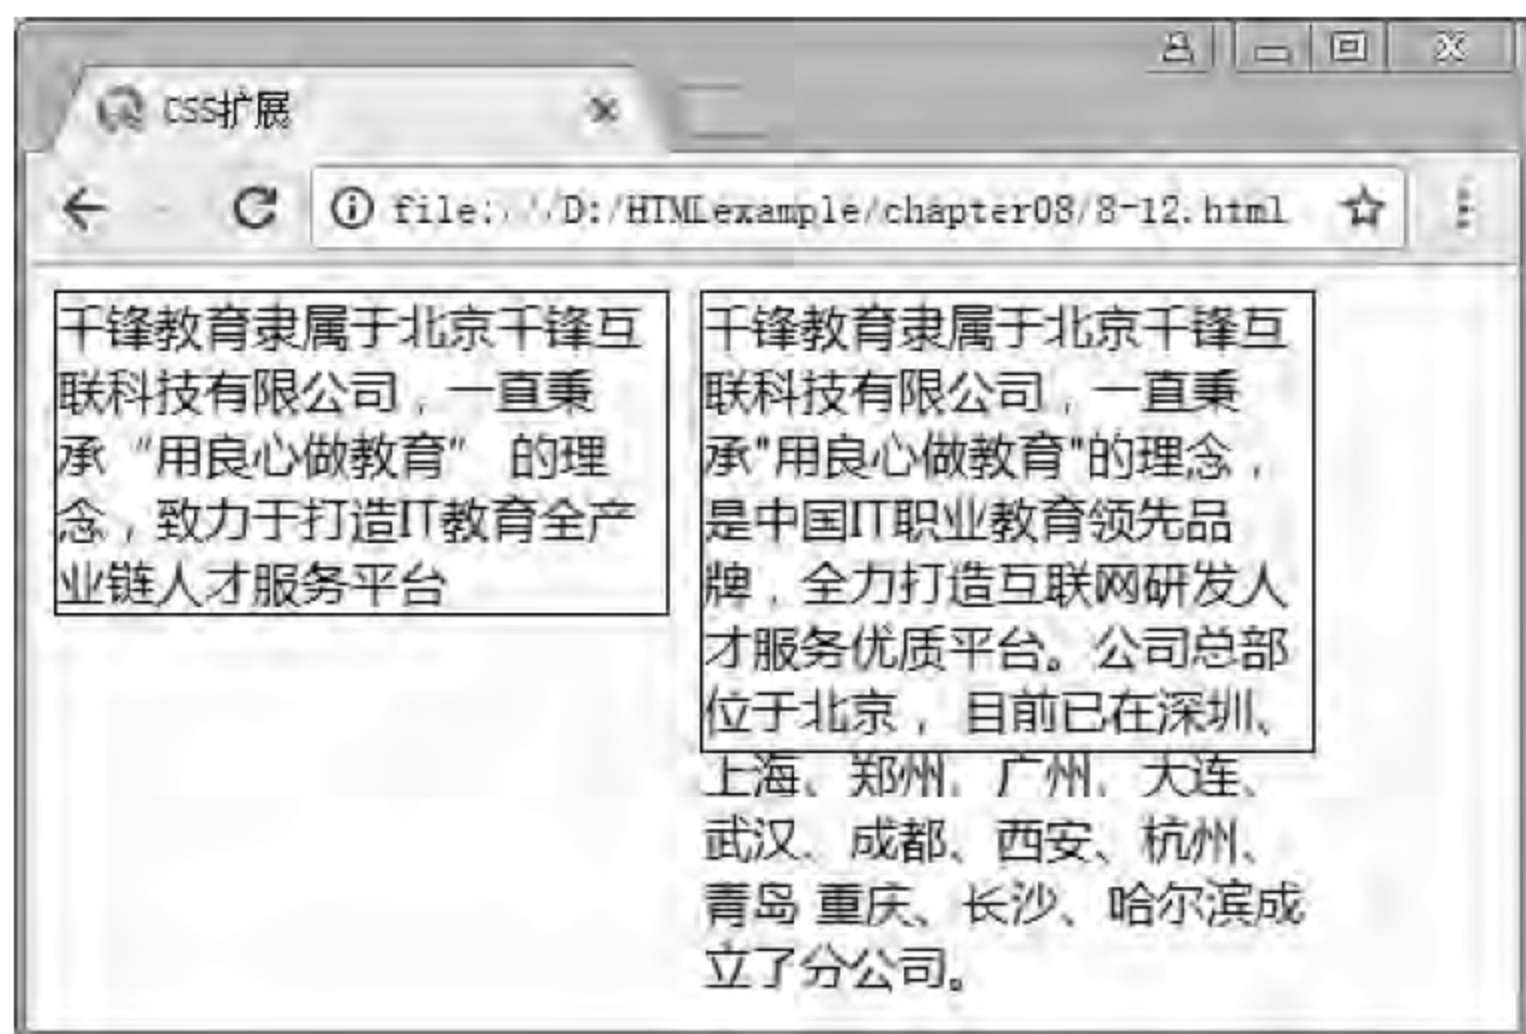 CSS扩展
file:///D:/HTMLexample/chapter08/8-12.html
千锋教育隶属于北京千锋互
联科技有限公司，一直秉
承“用良心做教育” 的理
念，致力于打造IT教育全产
业链人才服务平台
千锋教育隶属于北京千锋互
联科技有限公司，一直秉
承"用良心做教育"的理念，
是中国IT职业教育领先品
牌，全力打造互联网研发人
才服务优质平台。公司总部
位于北京， 目前已在深圳、
上海、郑州、广州、大连、
武汉、成都、西安、杭州、
青岛 重庆、长沙、哈尔滨成
立了分公司。